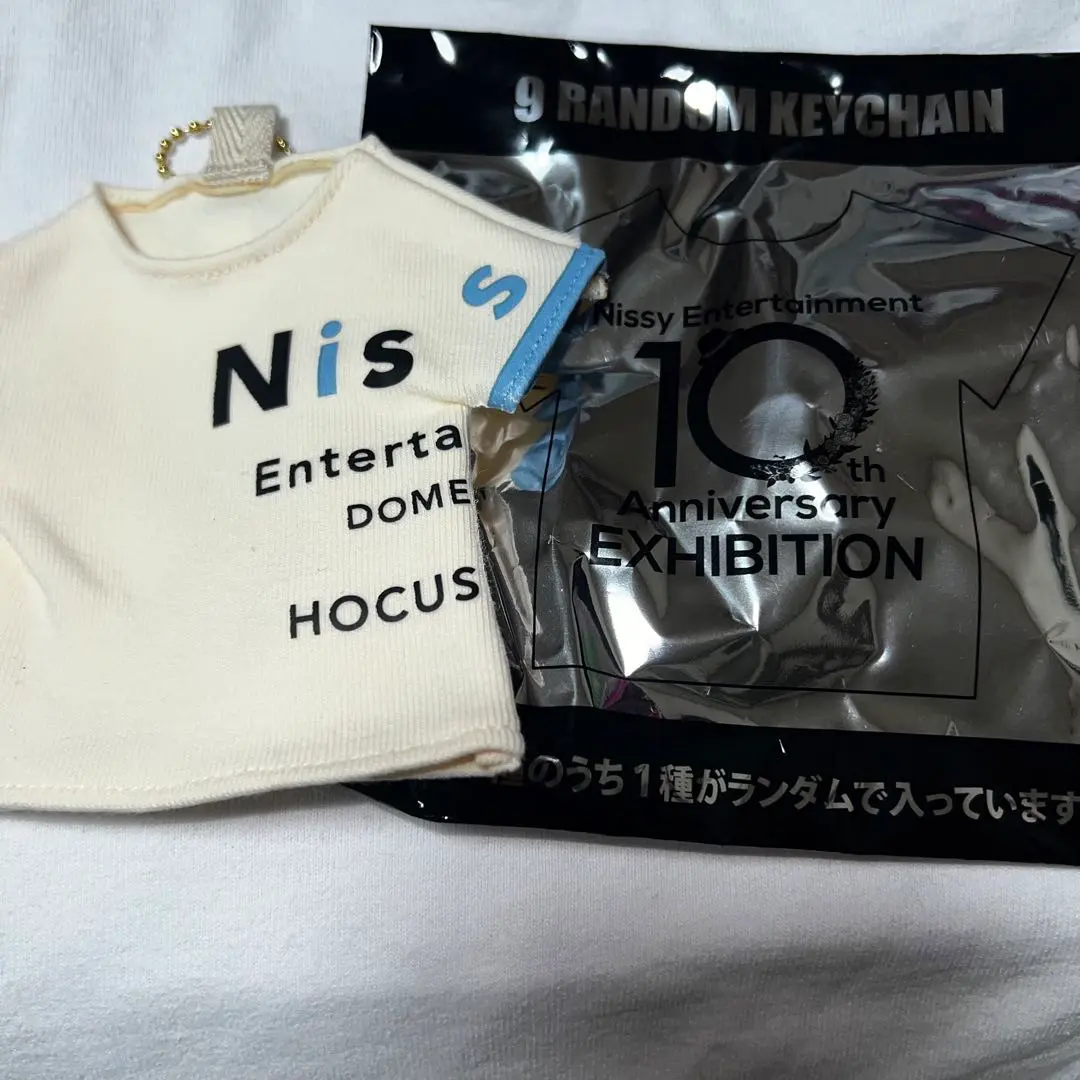 Nis
S
Enterta
DOME
HOCUS
9 RANDOM KEYCHAIN
Nissy Entertainment
10th
Anniversary
EXHIBITION
のうち1種がランダムで入っています